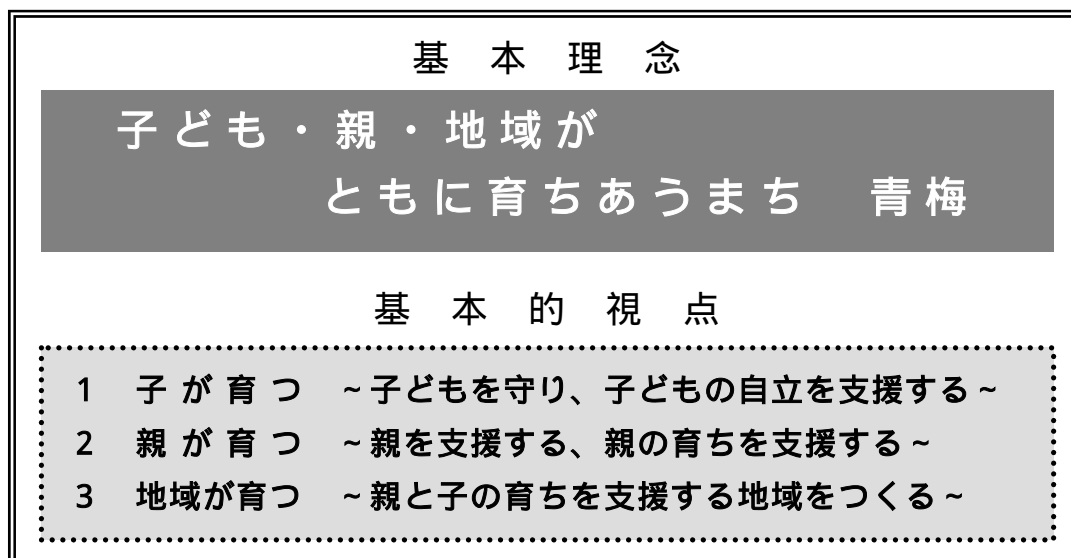 基 本 理 念
子ども・親・地域が
ともに育ちあうまち　青梅
基 本 的 視 点
1　子 が 育 つ　~子どもを守り、子どもの自立を支援する~
2　親 が 育 つ　~親を支援する、親の育ちを支援する~
3　地域が育つ　~親と子の育ちを支援する地域をつくる~